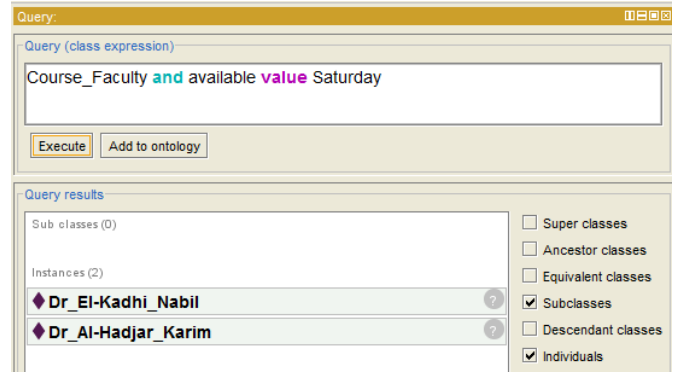 Query:
Query (class expression)
Course_Faculty and available value Saturday
Execute
Add to ontology
Query results
Sub classes (0)
Instances (2)
Dr_El-Kadhi_Nabil
?
Dr_Al-Hadjar_Karim
?
Super classes
Ancestor classes
Equivalent classes
Subclasses
Descendant classes
Individuals